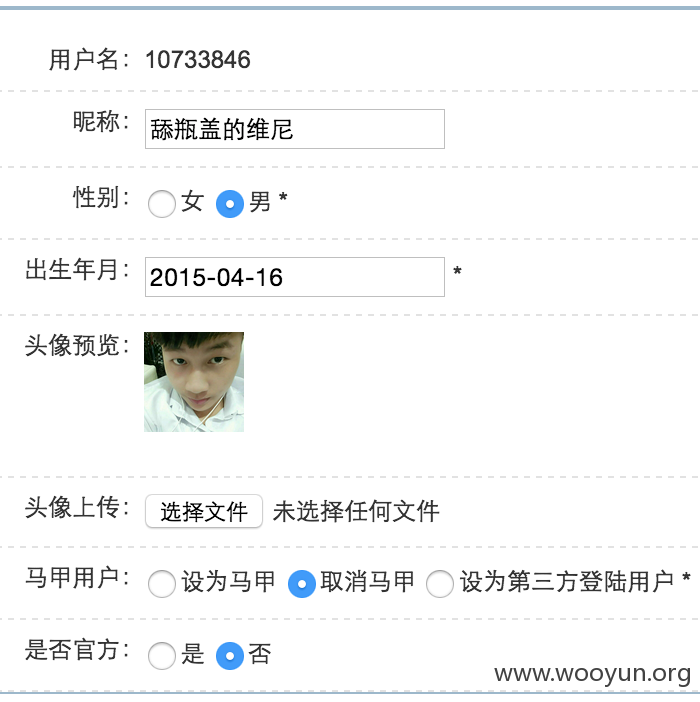 用户名： 10733846
昵称： 舔瓶盖的维尼
性别： 女 男 *
出生年月： 2015-04-16 *
头像预览：
头像上传： 选择文件 未选择任何文件
马甲用户： 设为马甲 取消马甲 设为第三方登陆用户 *
是否官方： 是 否
www.wooyun.org